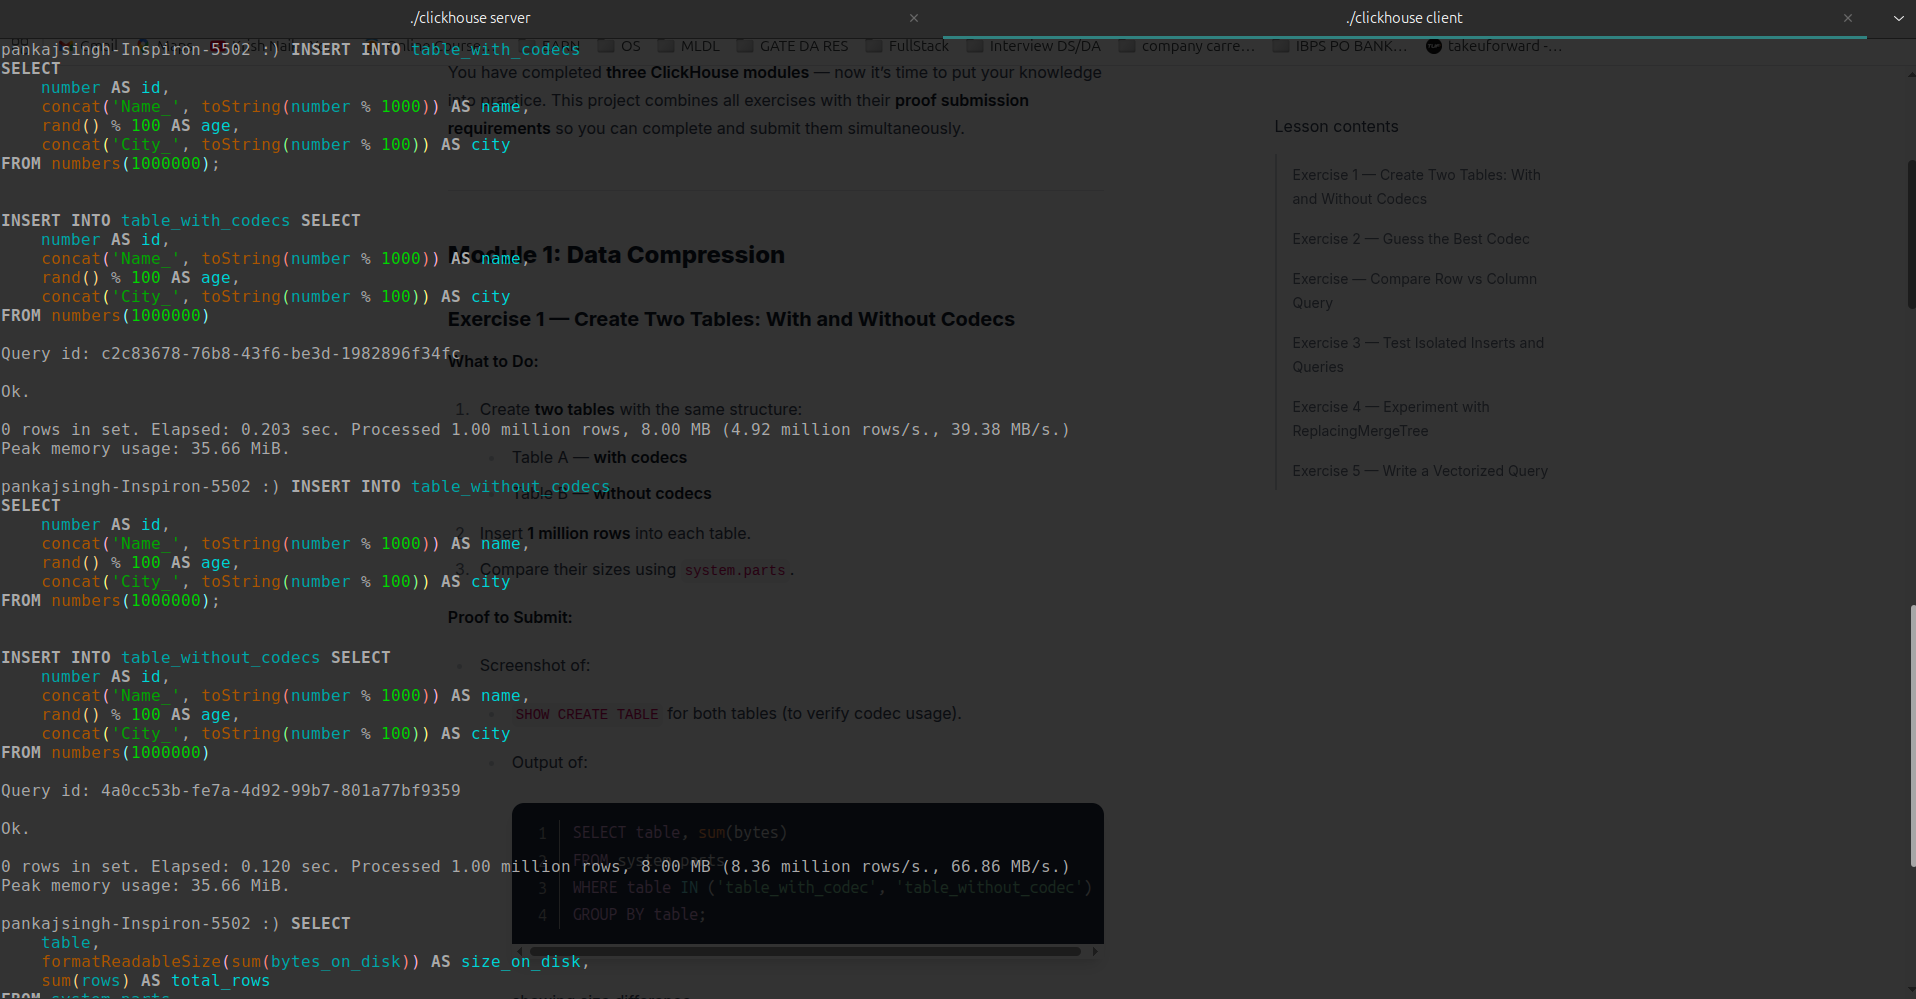 ./clickhouse server
./clickhouse client
OS MLDL GATE DA RES FullStack Interview DS/DA company carre... IBPS PO BANK... takeuforward -...
pankajsingh-Inspiron-5502 :) INSERT INTO table_with_codecs
SELECT
number AS id,
concat('Name_', toString(number % 1000)) AS name,
rand() % 100 AS age,
concat('City_', toString(number % 100)) AS city
FROM numbers(1000000);
INSERT INTO table_with_codecs SELECT
number AS id,
concat('Name_', toString(number % 1000)) AS name,
rand() % 100 AS age,
concat('City_', toString(number % 100)) AS city
FROM numbers(1000000)
Query id: c2c83678-76b8-43f6-be3d-1982896f34fc
Ok.
0 rows in set. Elapsed: 0.203 sec. Processed 1.00 million rows, 8.00 MB (4.92 million rows/s., 39.38 MB/s.)
Peak memory usage: 35.66 MiB.
pankajsingh-Inspiron-5502 :) INSERT INTO table_without_codecs
SELECT
number AS id,
concat('Name_', toString(number % 1000)) AS name,
rand() % 100 AS age,
concat('City_', toString(number % 100)) AS city
FROM numbers(1000000);
INSERT INTO table_without_codecs SELECT
number AS id,
concat('Name_', toString(number % 1000)) AS name,
rand() % 100 AS age,
concat('City_', toString(number % 100)) AS city
FROM numbers(1000000)
Query id: 4a0cc53b-fe7a-4d92-99b7-801a77bf9359
Ok.
0 rows in set. Elapsed: 0.120 sec. Processed 1.00 million rows, 8.00 MB (8.36 million rows/s., 66.86 MB/s.)
Peak memory usage: 35.66 MiB.
pankajsingh-Inspiron-5502 :) SELECT
table,
formatReadableSize(sum(bytes_on_disk)) AS size_on_disk,
sum(rows) AS total_rows
FROM system.parts
You have completed three ClickHouse modules — now it's time to put your knowledge
into practice. This project combines all exercises with their proof submission
requirements so you can complete and submit them simultaneously.
Module 1: Data Compression
Exercise 1 — Create Two Tables: With and Without Codecs
What to Do:
1. Create two tables with the same structure:
Table A — with codecs
Table B — without codecs
2. Insert 1 million rows into each table.
3. Compare their sizes using system.parts.
Proof to Submit:
Screenshot of:
SHOW CREATE TABLE for both tables (to verify codec usage).
Output of:
1 SELECT table, sum(bytes)
FROM system.parts
3 WHERE table IN ('table_with_codec', 'table_without_codec')
4 GROUP BY table;
showing size difference
Lesson contents
Exercise 1 — Create Two Tables: With
and Without Codecs
Exercise 2 — Guess the Best Codec
Exercise — Compare Row vs Column
Query
Exercise 3 — Test Isolated Inserts and
Queries
Exercise 4 — Experiment with
ReplacingMergeTree
Exercise 5 — Write a Vectorized Query